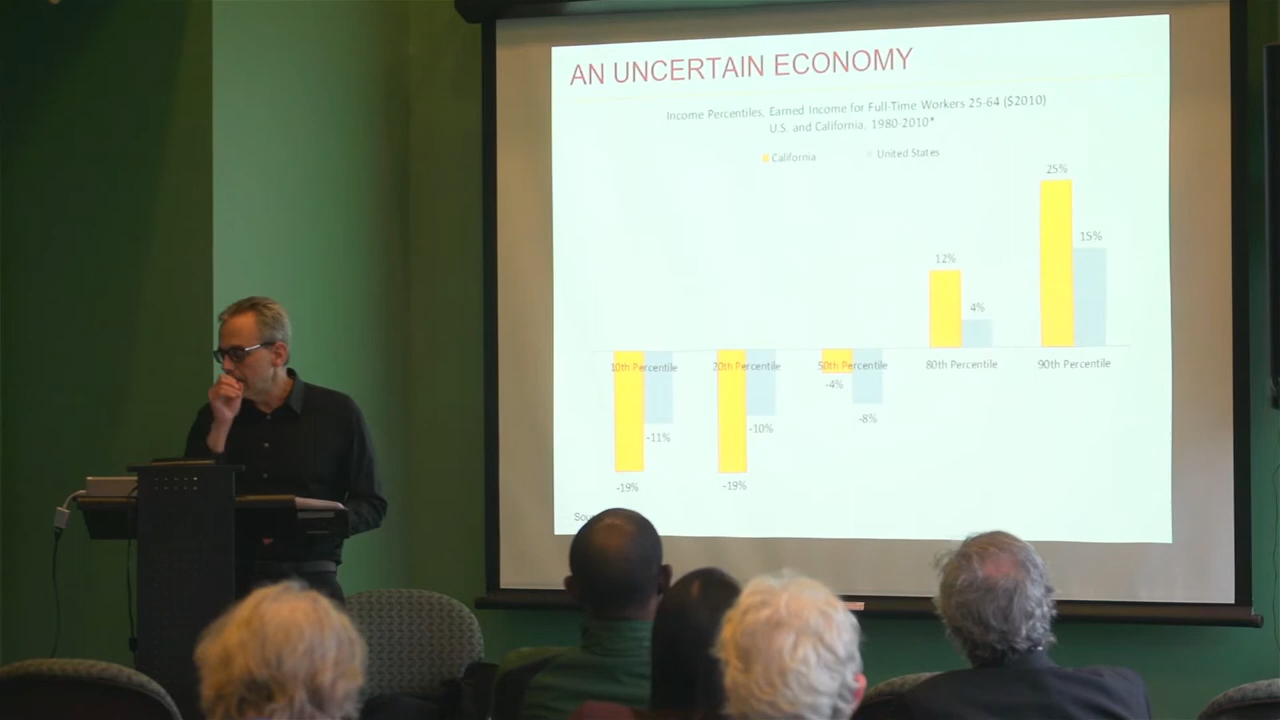 AN UNCERTAIN ECONOMY
Income Percentiles, Earned Income for Full-Time Workers 25-64 ($2010)
U.S. and California, 1980-2010*
California United States
25%
15%
12%
4%
10th Percentile 20th Percentile 50th Percentile 80th Percentile 90th Percentile
-4%
-8%
-10%
-11%
-19% -19%